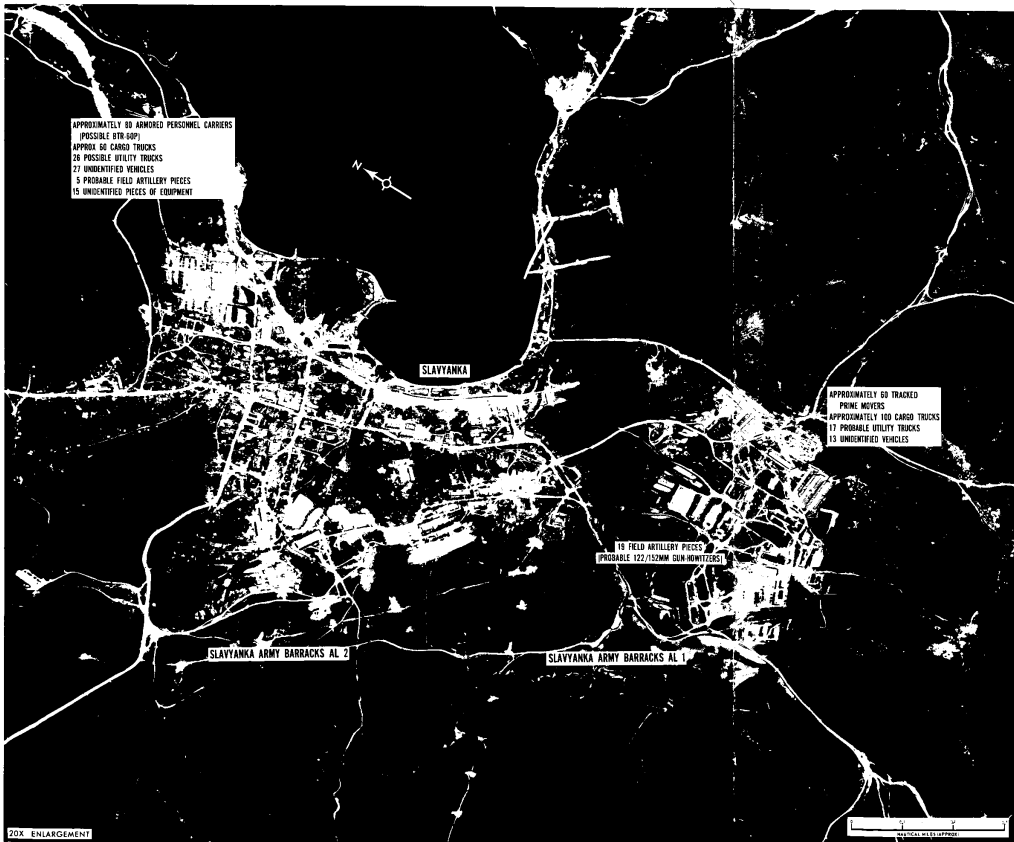 APPROXIMATELY 80 ARMORED PERSONNEL CARRIERS
(POSSIBLE BTR-60P)
APPROX 60 CARGO TRUCKS
26 POSSIBLE UTILITY TRUCKS
27 UNIDENTIFIED VEHICLES
5 PROBABLE FIELD ARTILLERY PIECES
15 UNIDENTIFIED PIECES OF EQUIPMENT
N
SLAVYANKA
APPROXIMATELY 60 TRACKED
PRIME MOVERS
APPROXIMATELY 100 CARGO TRUCKS
17 PROBABLE UTILITY TRUCKS
13 UNIDENTIFIED VEHICLES
19 FIELD ARTILLERY PIECES
(PROBABLE 122/152MM GUN-HOWITZERS)
SLAVYANKA ARMY BARRACKS AL 2
SLAVYANKA ARMY BARRACKS AL 1
20X ENLARGEMENT
0
NAUTICAL MILES (APPROX)